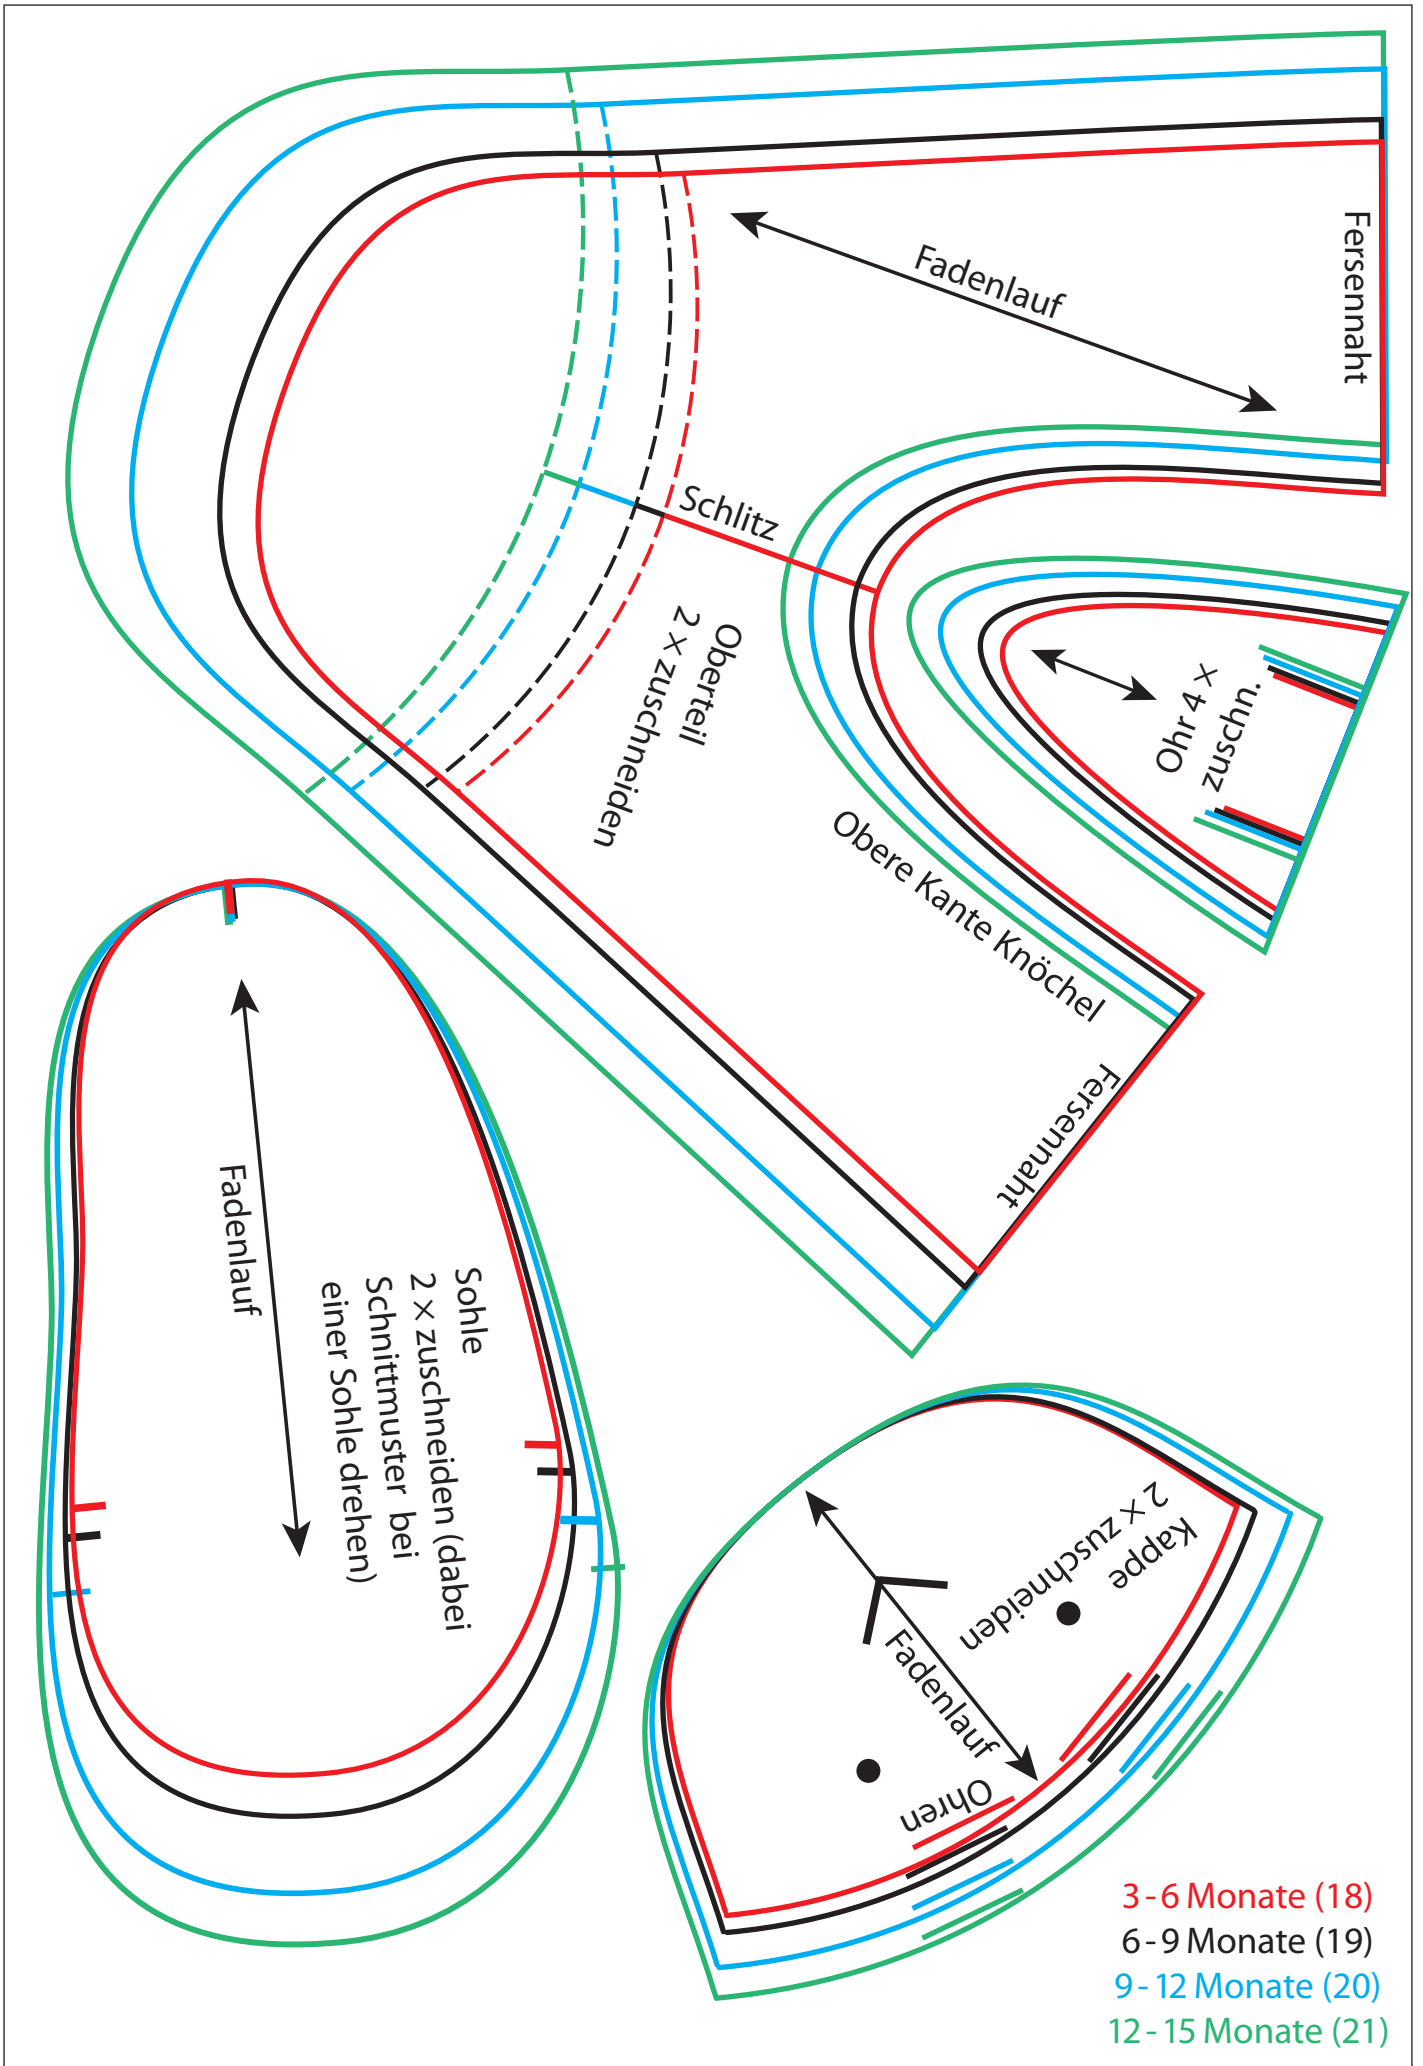 Fersennaht
Fadenlauf
Schlitz
Oberteil
2 × zuschneiden
Ohr 4 ×
zuschn.
Obere Kante Knöchel
Fersennaht
Fadenlauf
Sohle
2 × zuschneiden (dabei
Schnittmuster bei
einer Sohle drehen)
Kappe
2 × zuschneiden
Fadenlauf
Ohren
3 - 6 Monate (18)
6 - 9 Monate (19)
9 - 12 Monate (20)
12 - 15 Monate (21)